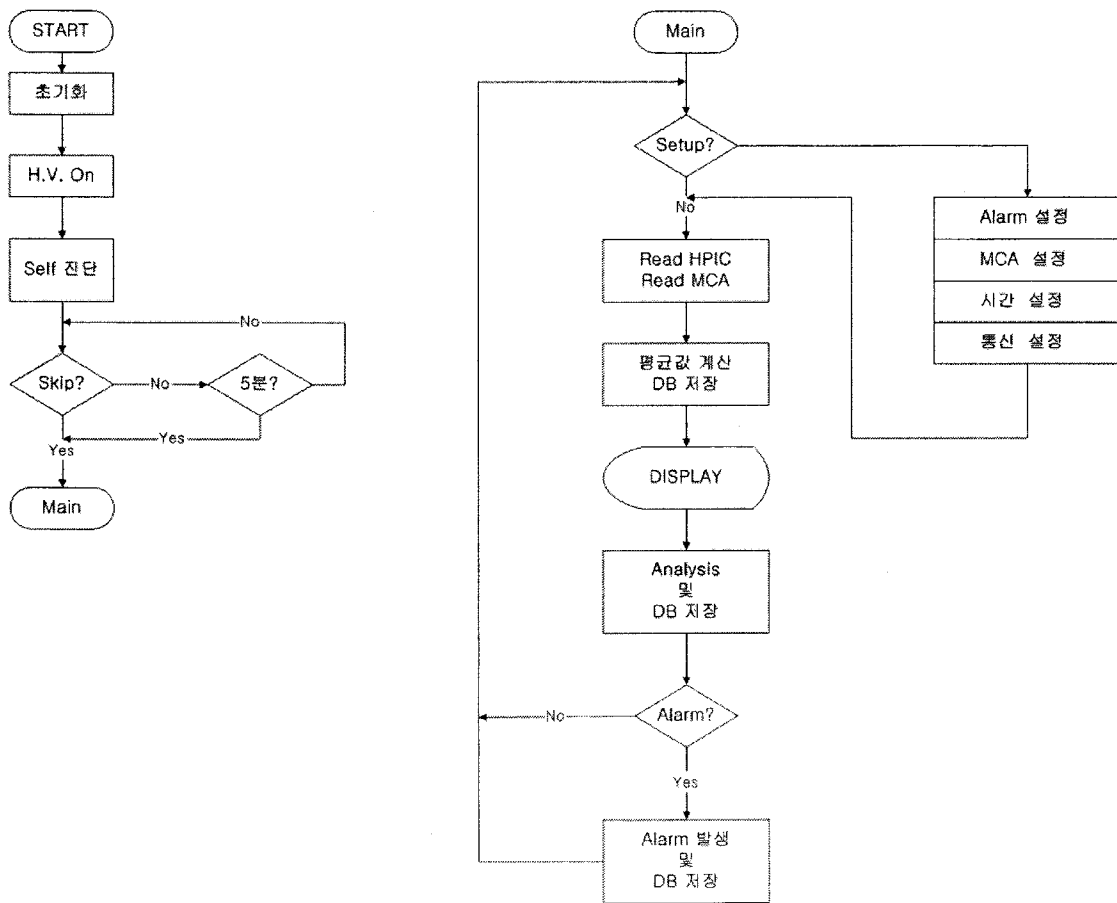 START
초기화
H.V. On
Self 진단
No
Skip?
No
5분?
Yes
Yes
Main
Main
Setup?
No
Alarm 설정
MCA 설정
시간 설정
통신 설정
Read HPIC
Read MCA
평균값 계산
DB 저장
DISPLAY
Analysis
및
DB 저장
Alarm?
No
Yes
Alarm 발생
및
DB 저장